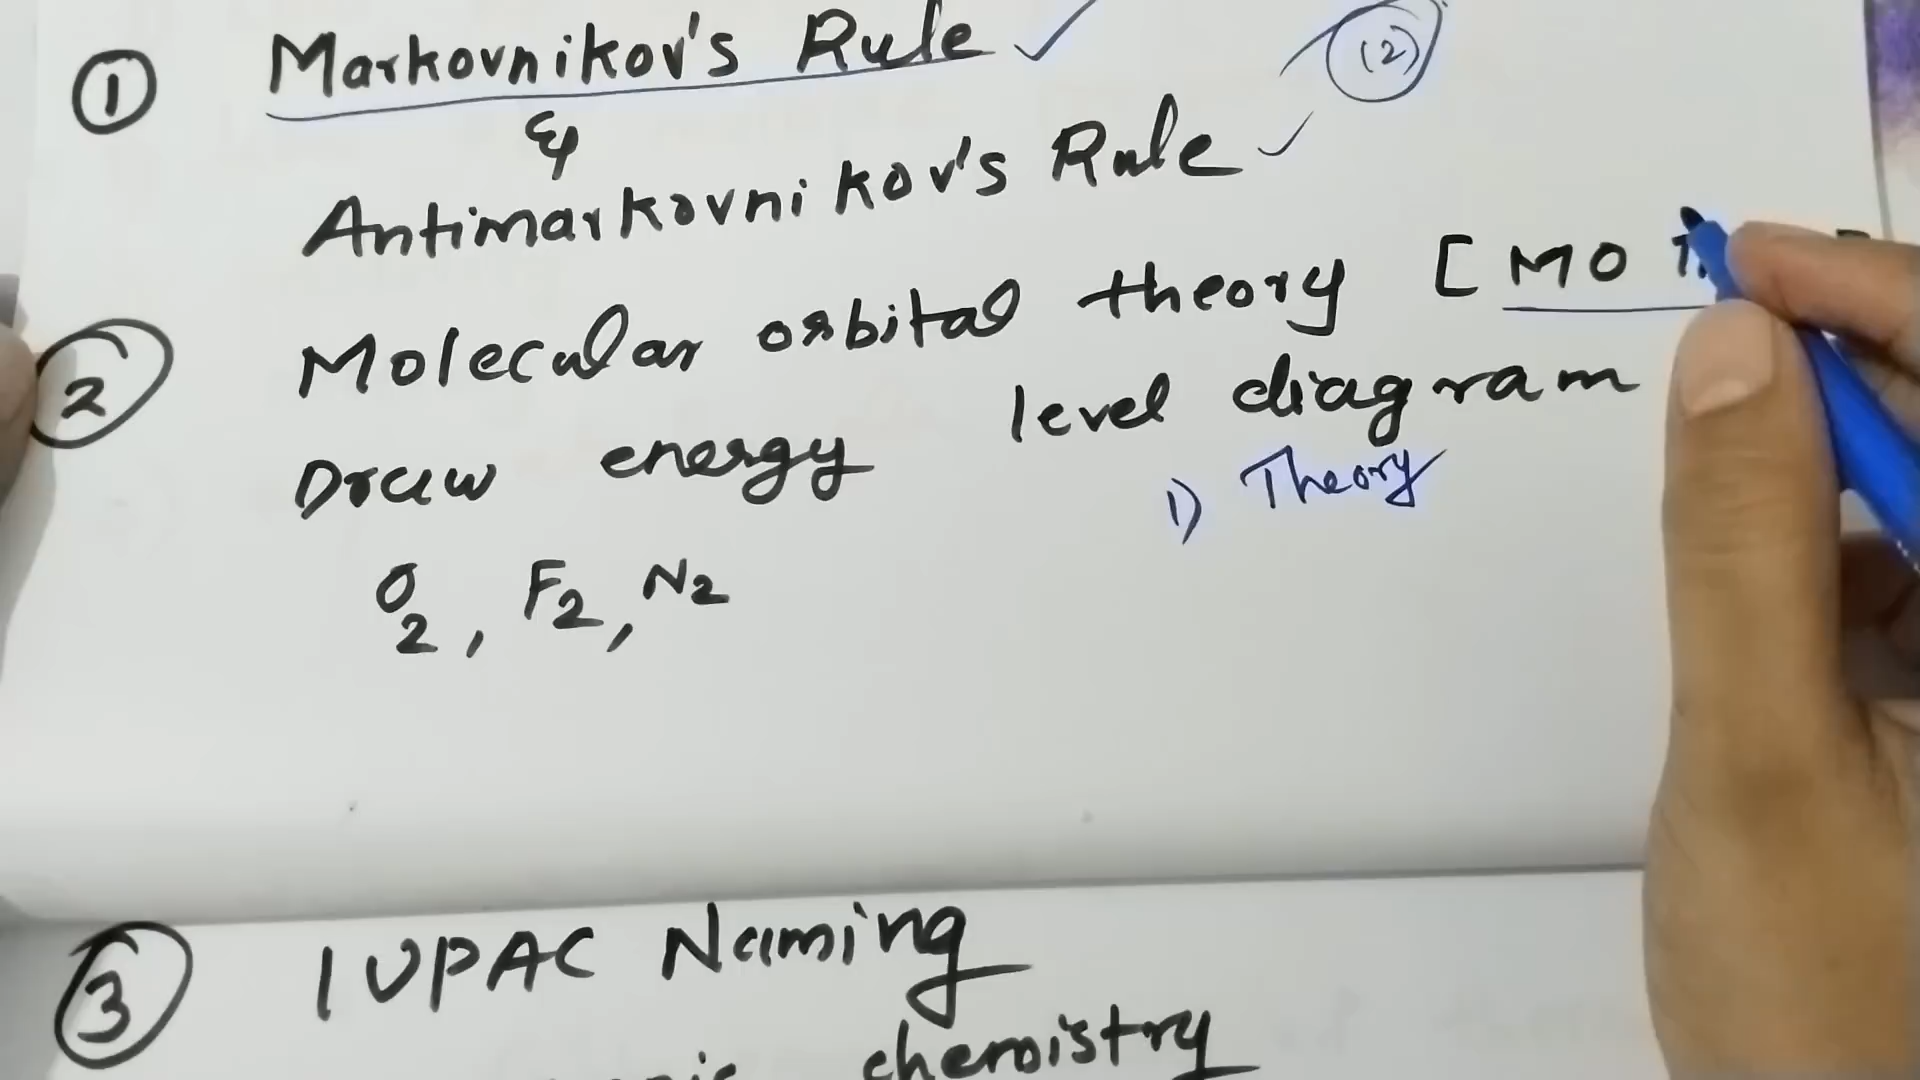 ① Markovnikov's Rule ✓ (2)
&
Antimarkovnikov's Rule ✓
② Molecular orbital theory [ MO
Draw energy level diagram
1) Theory
O2, F2, N2
③ IUPAC Naming
chemistry